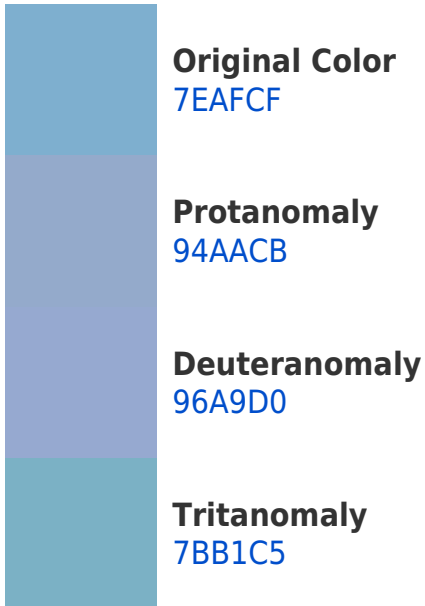 Original Color
7EAFCF
Protanomaly
94AACB
Deuteranomaly
96A9D0
Tritanomaly
7BB1C5